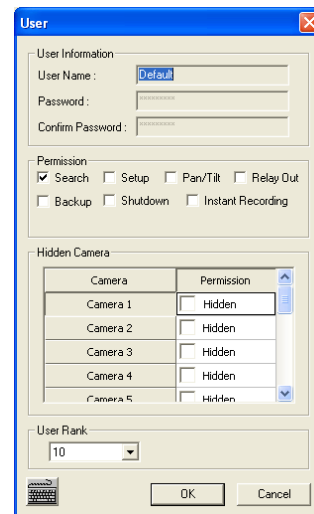 User
User Information
User Name :
Default
Password :
********
Confirm Password :
********
Permission
Search Setup Pan/Tilt Relay Out
Backup Shutdown Instant Recording
Hidden Camera
Camera Permission
Camera 1 Hidden
Camera 2 Hidden
Camera 3 Hidden
Camera 4 Hidden
Camera 5 Hidden
User Rank
10
OK Cancel